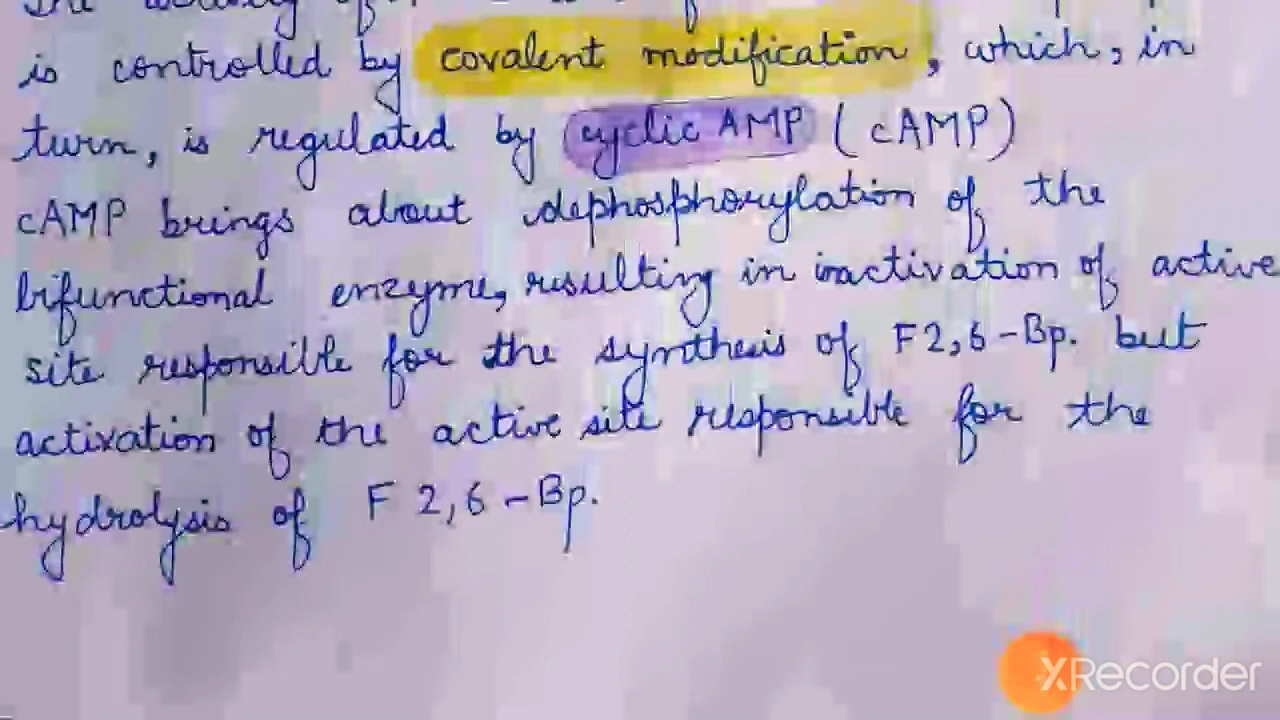 is controlled by covalent modification, which, in
turn, is regulated by cyclic AMP (cAMP)
cAMP brings about dephosphorylation of the
bifunctional enzyme, resulting in inactivation of active
site responsible for the synthesis of F2,6-Bp. but
activation of the active site responsible for the
hydrolysis of F 2,6-Bp.
XRecorder